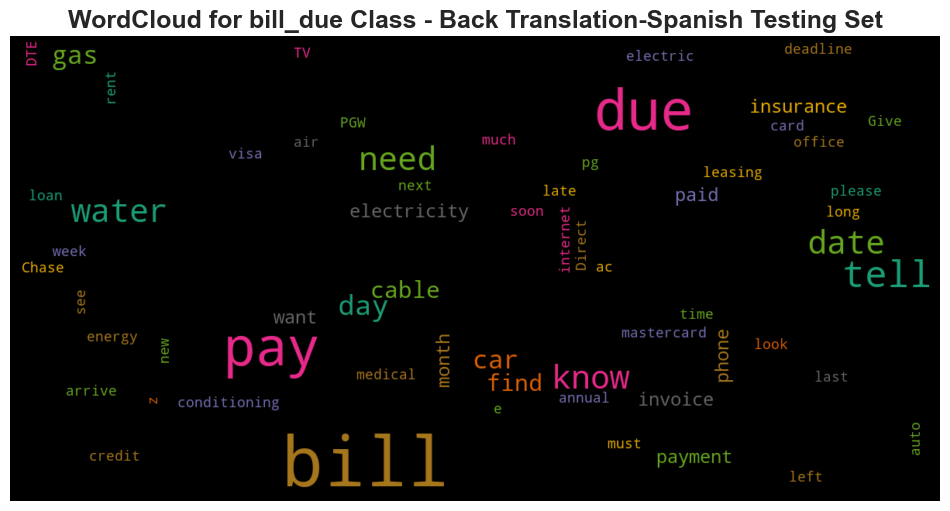 WordCloud for bill_due Class - Back Translation-Spanish Testing Set
DTE
gas
TV
electric
deadline
rent
due
insurance
PGW
card
Give
visa
air
need
much
office
pg
leasing
loan
next
late
paid
please
water
electricity
soon
internet
Direct
long
week
date
Chase
ac
tell
see
cable
day
want
time
energy
new
pay
month
mastercard
phone
look
car
arrive
medical
find
know
last
z
conditioning
e
annual
invoice
bill
must
auto
credit
payment
left